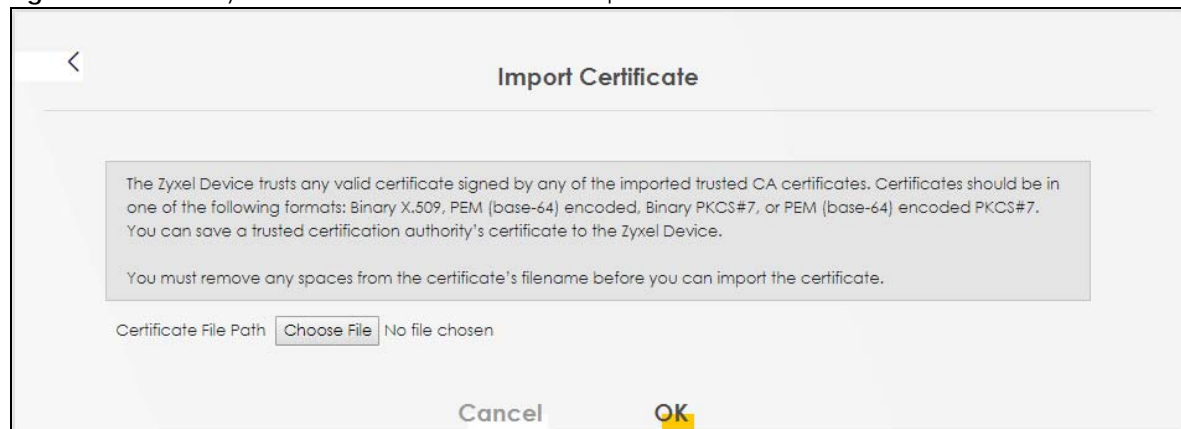 Import Certificate
The Zyxel Device trusts any valid certificate signed by any of the imported trusted CA certificates. Certificates should be in
one of the following formats: Binary X.509, PEM (base-64) encoded, Binary PKCS#7, or PEM (base-64) encoded PKCS#7.
You can save a trusted certification authority's certificate to the Zyxel Device.
You must remove any spaces from the certificate's filename before you can import the certificate.
Certificate File Path Choose File No file chosen
Cancel OK